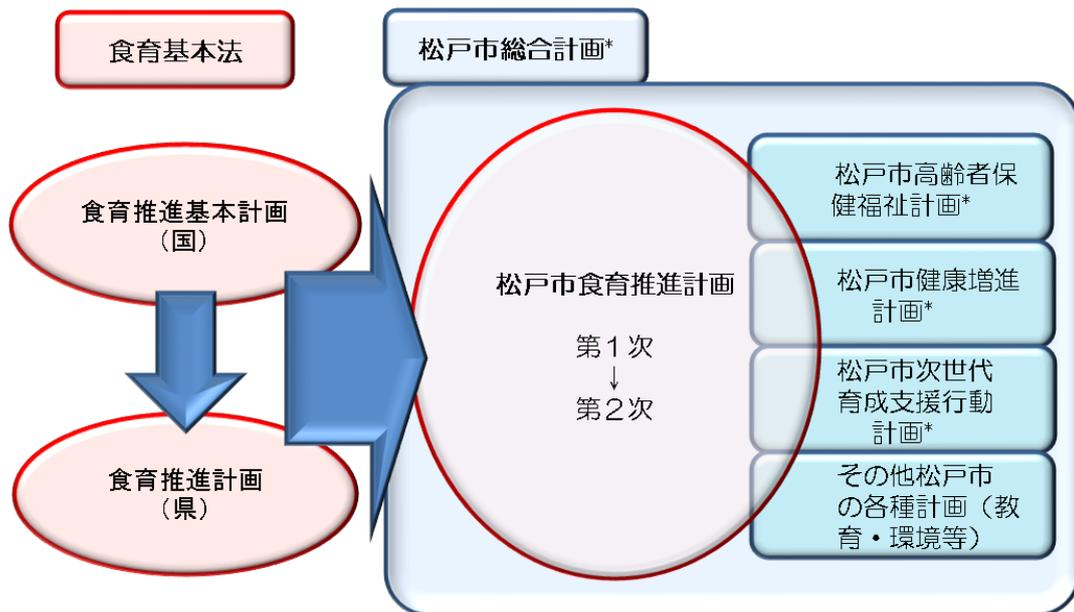 食育基本法
松戸市総合計画*
食育推進基本計画
（国）
食育推進計画
（県）
松戸市食育推進計画
第１次
↓
第２次
松戸市高齢者保
健福祉計画*
松戸市健康増進
計画*
松戸市次世代
育成支援行動
計画*
その他松戸市
の各種計画（教
育・環境等）